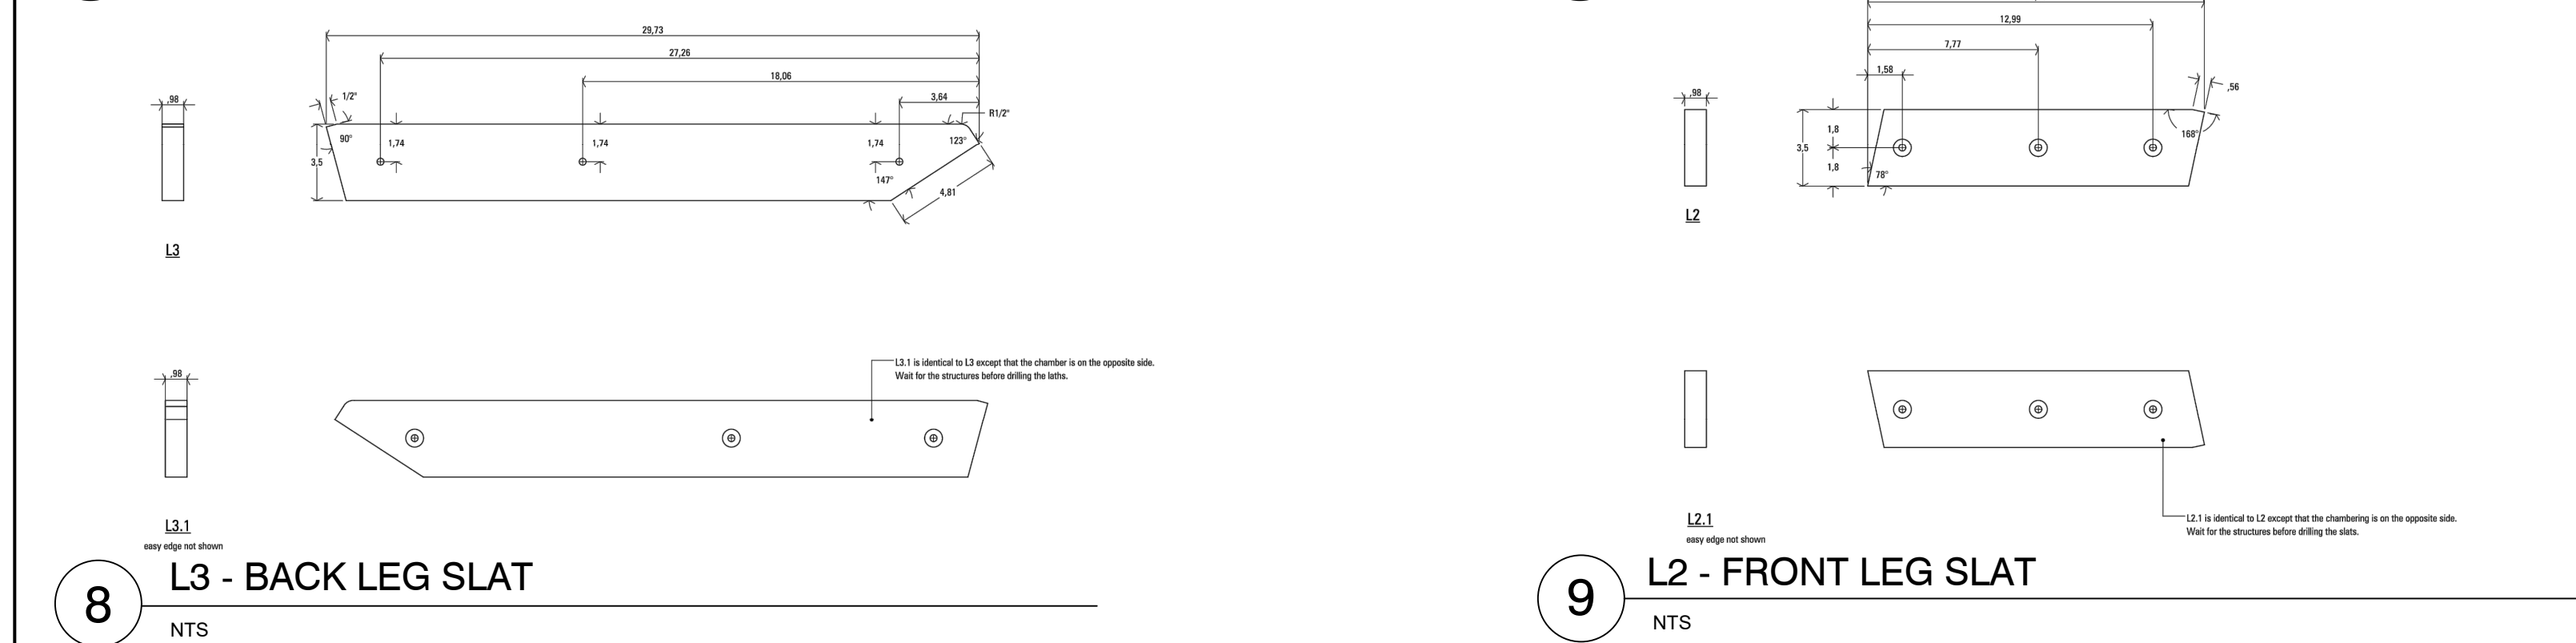 29,73
27,26
18,06
3,64
R1/2"
,98
1/2"
90°
1,74
1,74
1,74
123°
3,5
147°
4,81
L3
,98
L3.1 is identical to L3 except that the chamber is on the opposite side.
Wait for the structures before drilling the laths.
L3.1
easy edge not shown
8
L3 - BACK LEG SLAT
NTS
12,99
7,77
1,58
,98
,56
1,8
168°
3,5
1,8
78°
L2
L2.1
easy edge not shown
L2.1 is identical to L2 except that the chambering is on the opposite side.
Wait for the structures before drilling the slats.
9
L2 - FRONT LEG SLAT
NTS